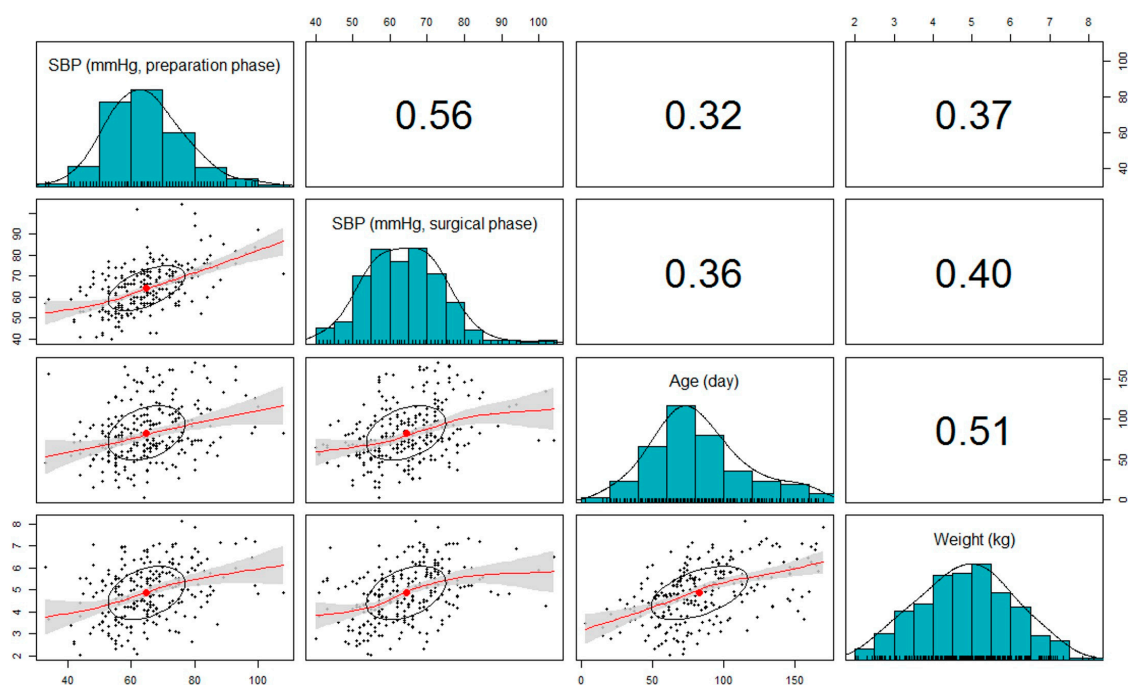 40 50 60 70 80 100
2 3 4 5 6 7 8
SBP (mmHg, preparation phase)
0.56
0.32
0.37
40 60 80 100
SBP (mmHg, surgical phase)
0.36
0.40
40 50 60 70 80 90
Age (day)
0.51
0 50 100 150
Weight (kg)
2 3 4 5 6 7 8
40 60 80 100
0 50 100 150